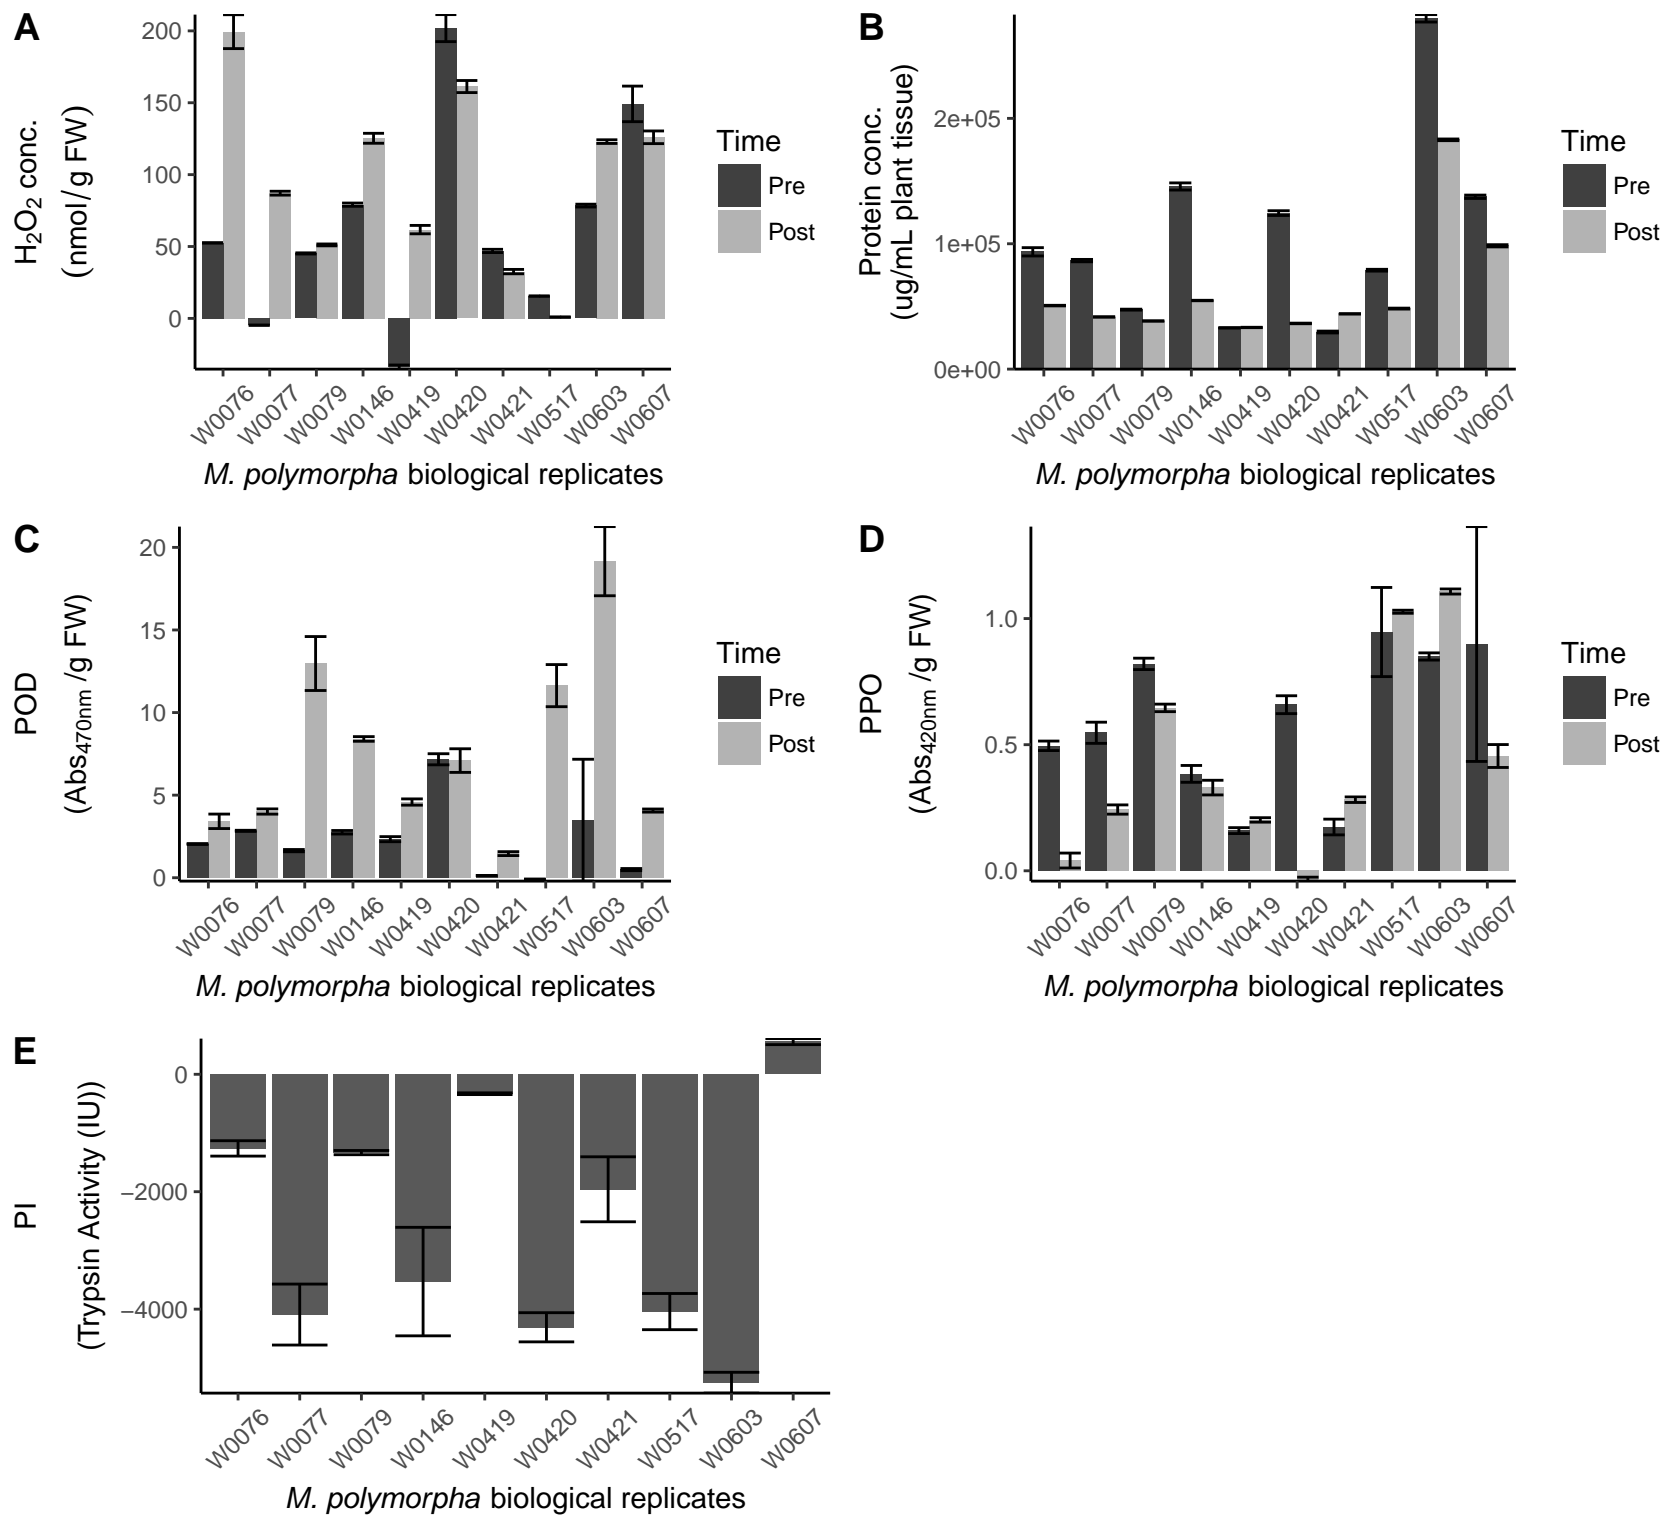 A
H₂O₂ conc.
(nmol/g FW)
200
150
100
50
0
W0076
W0077
W0079
W0146
W0419
W0420
W0421
W0517
W0603
W0607
M. polymorpha biological replicates
Time
Pre
Post
B
Protein conc.
(ug/mL plant tissue)
2e+05
1e+05
0e+00
W0076
W0077
W0079
W0146
W0419
W0420
W0421
W0517
W0603
W0607
M. polymorpha biological replicates
Time
Pre
Post
C
POD
(Abs470nm /g FW)
20
15
10
5
0
W0076
W0077
W0079
W0146
W0419
W0420
W0421
W0517
W0603
W0607
M. polymorpha biological replicates
Time
Pre
Post
D
PPO
(Abs420nm /g FW)
1.0
0.5
0.0
W0076
W0077
W0079
W0146
W0419
W0420
W0421
W0517
W0603
W0607
M. polymorpha biological replicates
Time
Pre
Post
E
PI
(Trypsin Activity (IU))
0
−2000
−4000
W0076
W0077
W0079
W0146
W0419
W0420
W0421
W0517
W0603
W0607
M. polymorpha biological replicates